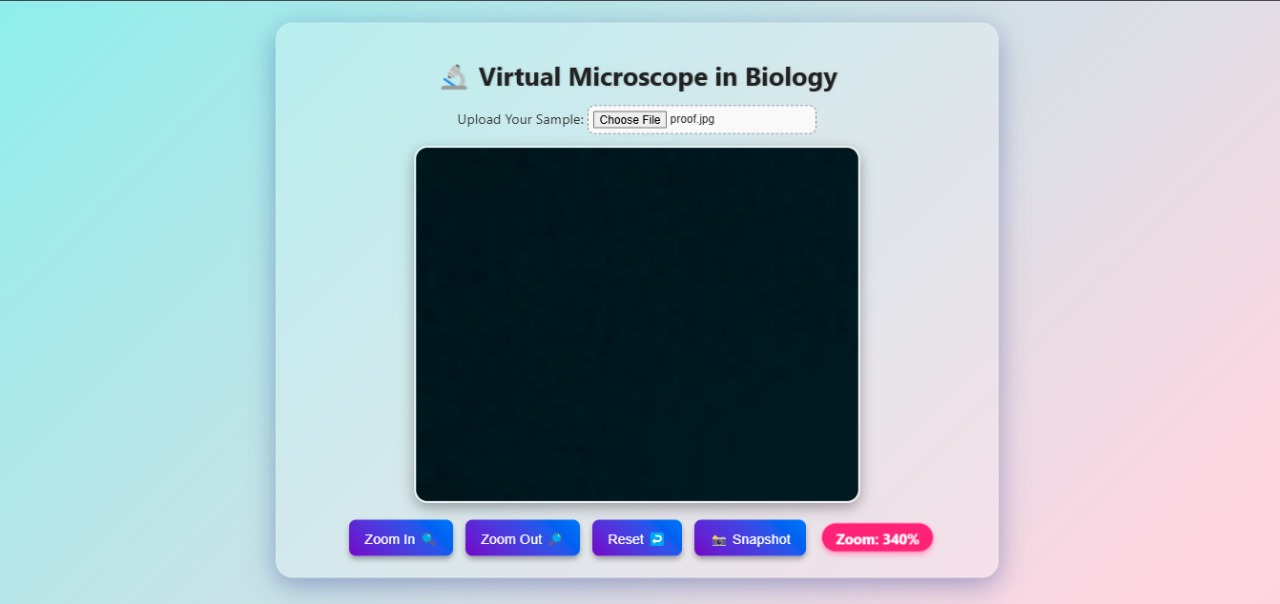 Virtual Microscope in Biology
Upload Your Sample: Choose File proof.jpg
Zoom In Zoom Out Reset Snapshot Zoom: 340%